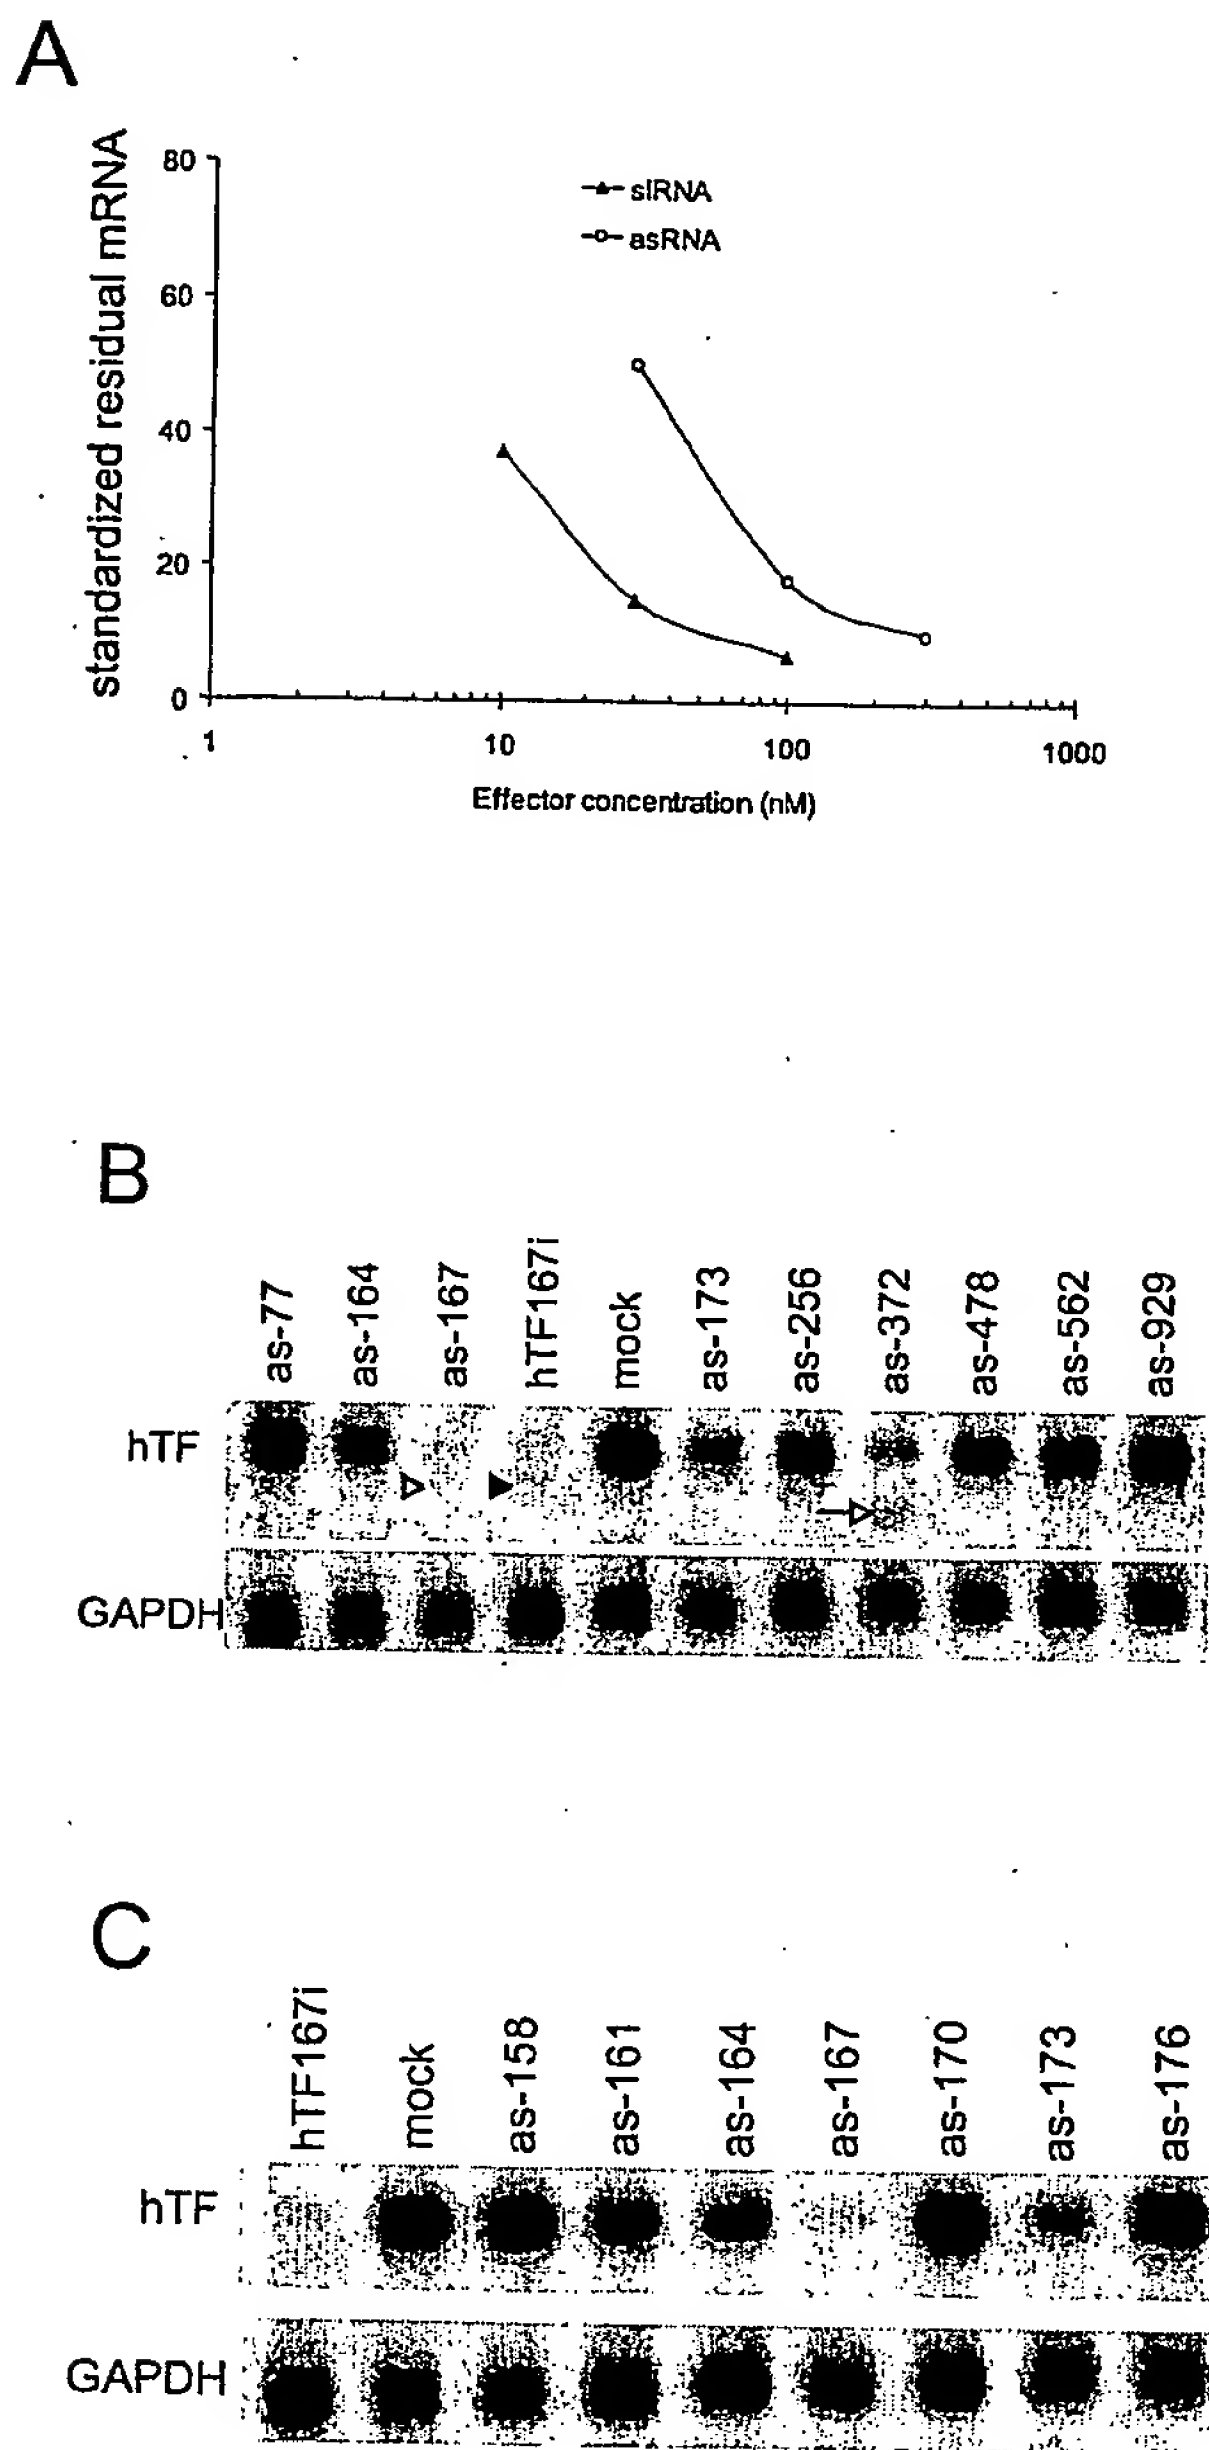 A
standardized residual mRNA
80
60
40
20
0
siRNA
asRNA
1
10
100
1000
Effector concentration (nM)
B
as-77
as-164
as-167
hTF167i
mock
as-173
as-256
as-372
as-478
as-562
as-929
hTF
GAPDH
C
hTF167i
mock
as-158
as-161
as-164
as-167
as-170
as-173
as-176
hTF
GAPDH